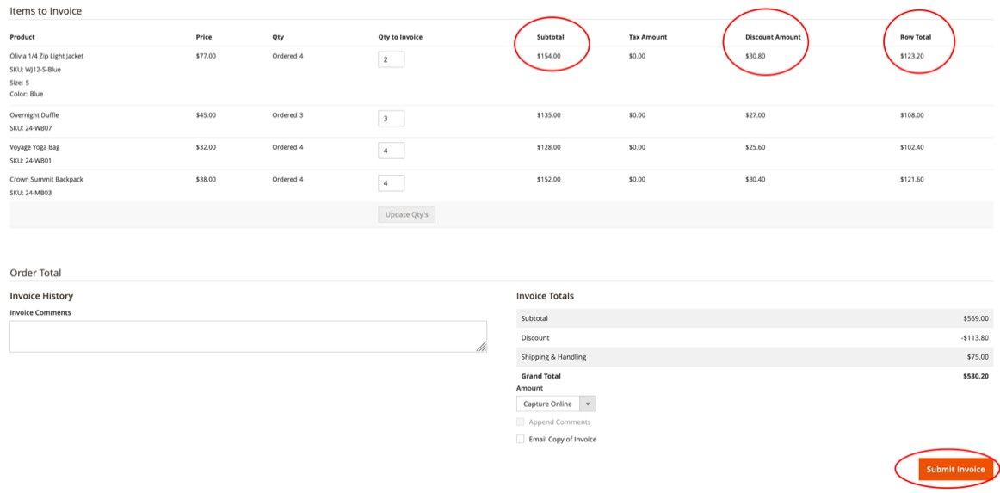 Items to Invoice
Product Price Qty Qty to Invoice Subtotal Tax Amount Discount Amount Row Total
Olivia 1/4 Zip Light Jacket $77.00 Ordered 4 2 $154.00 $0.00 $30.80 $123.20
SKU: WJ12-S-Blue
Size: S
Color: Blue
Overnight Duffle $45.00 Ordered 3 3 $135.00 $0.00 $27.00 $108.00
SKU: 24-WB07
Voyage Yoga Bag $32.00 Ordered 4 4 $128.00 $0.00 $25.60 $102.40
SKU: 24-WB01
Crown Summit Backpack $38.00 Ordered 4 4 $152.00 $0.00 $30.40 $121.60
SKU: 24-MB03
Update Qty's
Order Total
Invoice History
Invoice Comments
Invoice Totals
Subtotal $569.00
Discount -$113.80
Shipping & Handling $75.00
Grand Total $530.20
Amount
Capture Online
Append Comments
Email Copy of Invoice
Submit Invoice